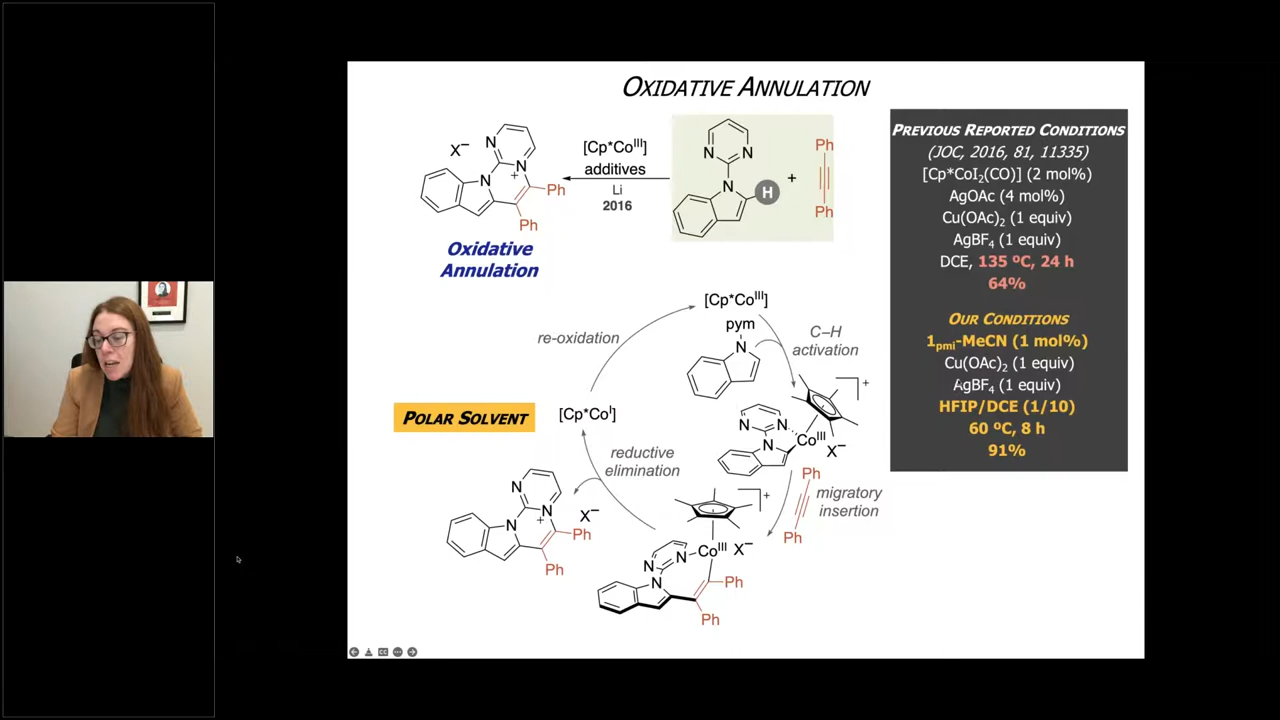 OXIDATIVE ANNULATION
X⁻
N
N
N
+
Ph
Ph
Oxidative
Annulation
[Cp*Coᴵᴵᴵ]
additives
Li
2016
N
N
N
H
+
Ph
Ph
PREVIOUS REPORTED CONDITIONS
(JOC, 2016, 81, 11335)
[Cp*CoI₂(CO)] (2 mol%)
AgOAc (4 mol%)
Cu(OAc)₂ (1 equiv)
AgBF₄ (1 equiv)
DCE, 135 ºC, 24 h
64%
OUR CONDITIONS
1pmi-MeCN (1 mol%)
Cu(OAc)₂ (1 equiv)
AgBF₄ (1 equiv)
HFIP/DCE (1/10)
60 ºC, 8 h
91%
[Cp*Coᴵᴵᴵ]
pym
N
C–H
activation
re-oxidation
+
N
N
N
Coᴵᴵᴵ
X⁻
POLAR SOLVENT
[Cp*Coᴵ]
reductive
elimination
Ph
migratory
insertion
Ph
+
N
N
N
Coᴵᴵᴵ
X⁻
Ph
Ph
N
N
N
+
X⁻
Ph
Ph
CC